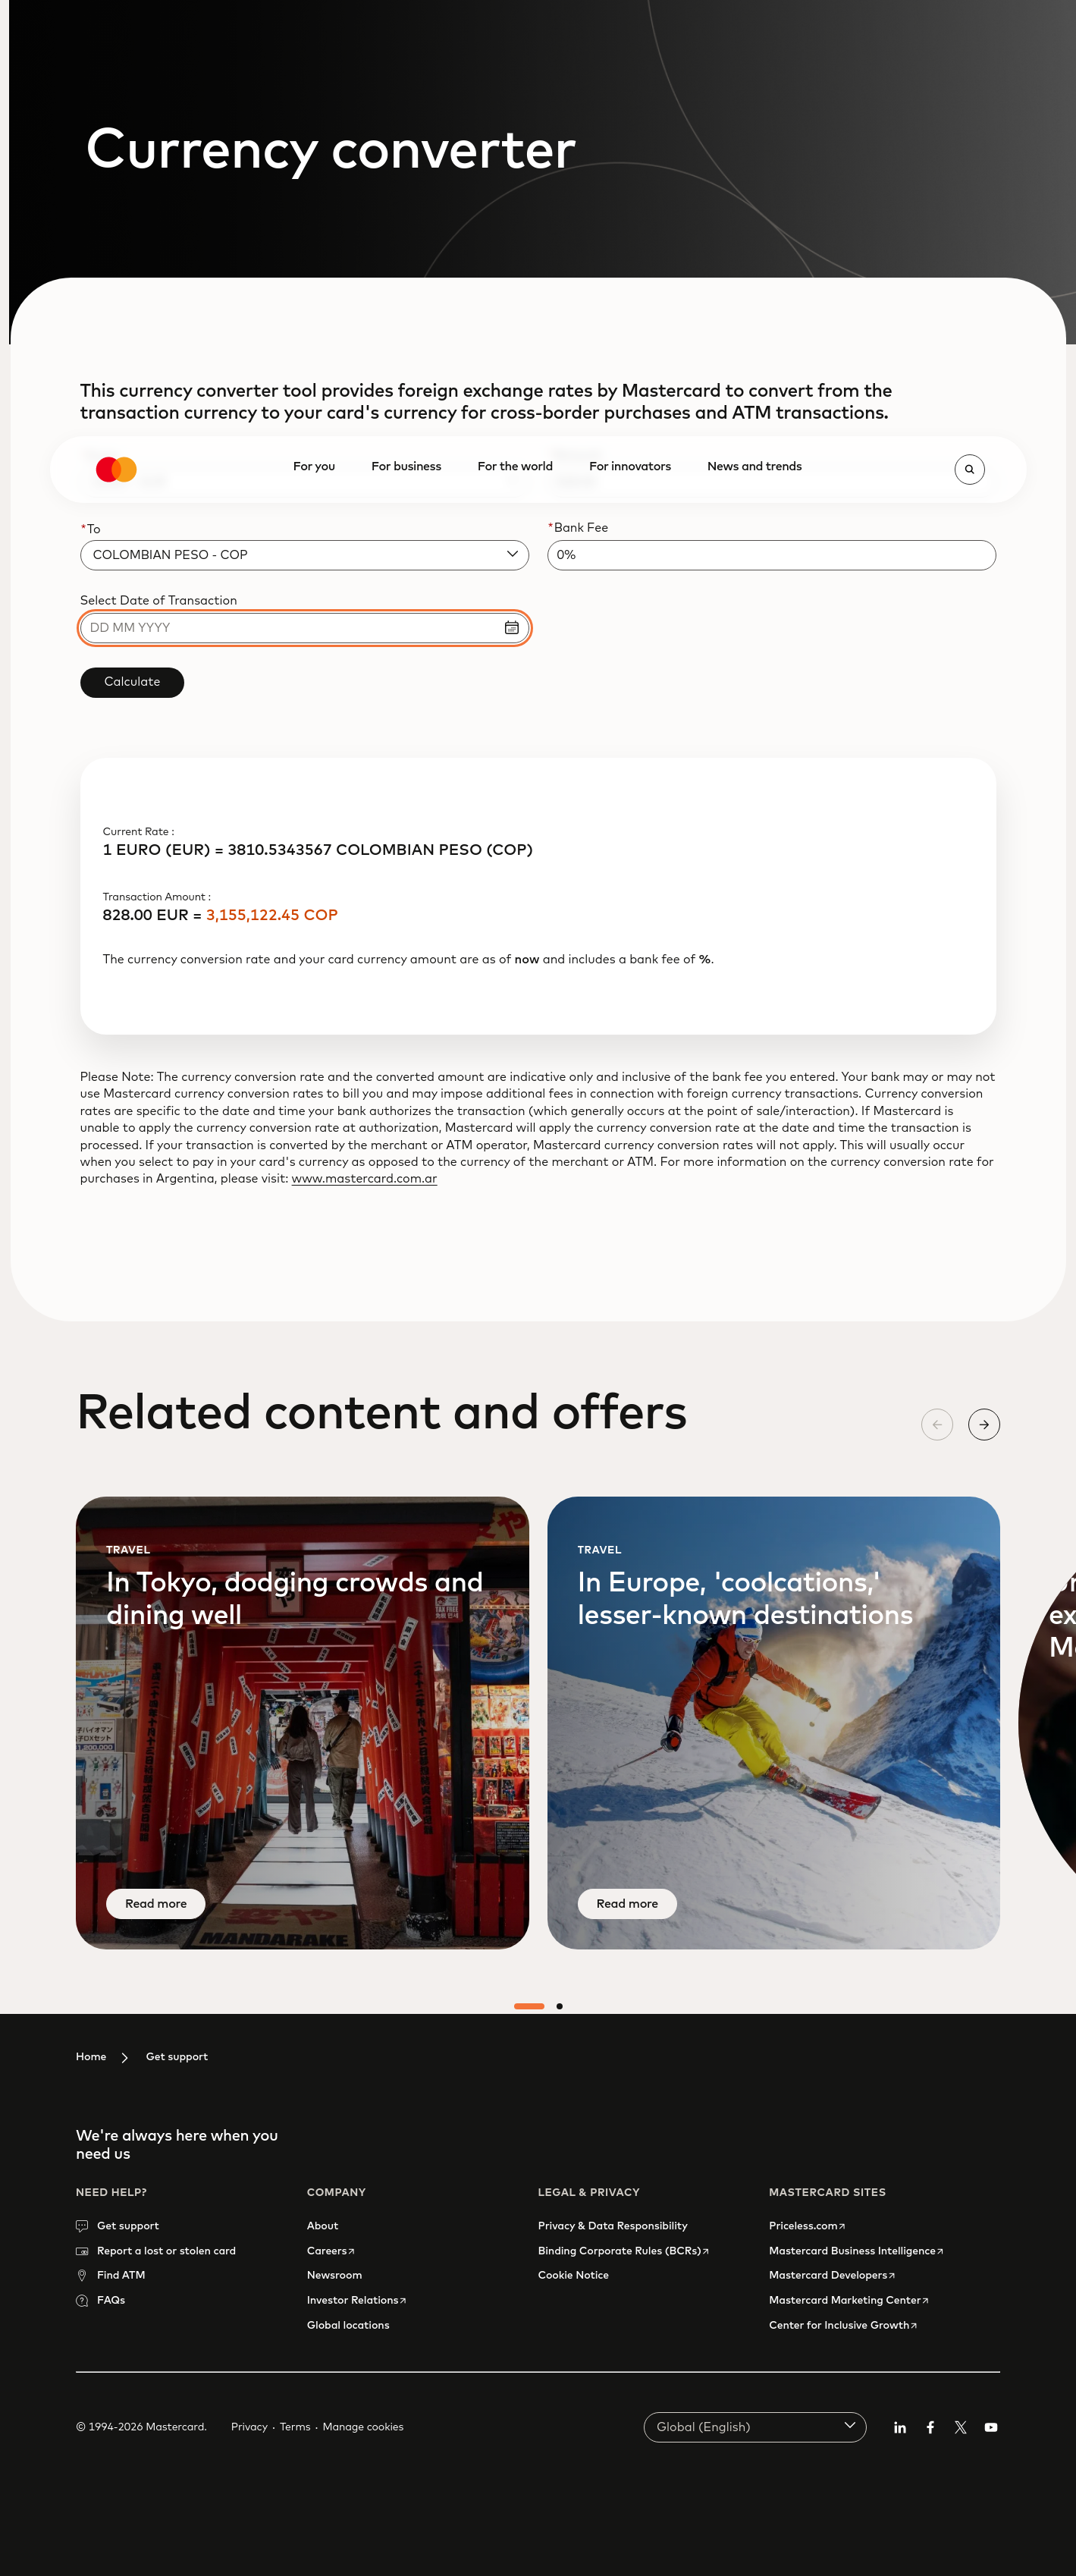 Currency converter
This currency converter tool provides foreign exchange rates by Mastercard to convert from the
transaction currency to your card's currency for cross-border purchases and ATM transactions.
For you
For business
For the world
For innovators
News and trends
*To
*Bank Fee
COLOMBIAN PESO - COP
0%
Select Date of Transaction
DD MM YYYY
Calculate
Current Rate :
1 EURO (EUR) = 3810.5343567 COLOMBIAN PESO (COP)
Transaction Amount :
828.00 EUR = 3,155,122.45 COP
The currency conversion rate and your card currency amount are as of now and includes a bank fee of %.
Please Note: The currency conversion rate and the converted amount are indicative only and inclusive of the bank fee you entered. Your bank may or may not
use Mastercard currency conversion rates to bill you and may impose additional fees in connection with foreign transactions. Currency conversion
rates are specific to the date and time your bank authorizes the transaction (which generally occurs at the point of sale/interaction). If Mastercard is
unable to apply the currency conversion rate at authorization, Mastercard will apply the currency conversion rate at the date and time the transaction is
processed. If your transaction is converted by the merchant or ATM operator, Mastercard currency conversion rates will not apply. This will usually occur
when you select to pay in your card's currency as opposed to the currency of the merchant or ATM. For more information on the currency conversion rate for
purchases in Argentina, please visit: www.mastercard.com.ar
Related content and offers
TRAVEL
In Tokyo, dodging crowds and
dining well
Read more
MANDARAKE
TRAVEL
In Europe, 'coolcations,'
lesser-known destinations
Read more
Home
Get support
We're always here when you
need us
NEED HELP?
Get support
Report a lost or stolen card
Find ATM
FAQs
COMPANY
About
Careers
Newsroom
Investor Relations
Global locations
LEGAL & PRIVACY
Privacy & Data Responsibility
Binding Corporate Rules (BCRs)
Cookie Notice
MASTERCARD SITES
Priceless.com
Mastercard Business Intelligence
Mastercard Developers
Mastercard Marketing Center
Center for Inclusive Growth
© 1994-2026 Mastercard.
Privacy · Terms · Manage cookies
Global (English)